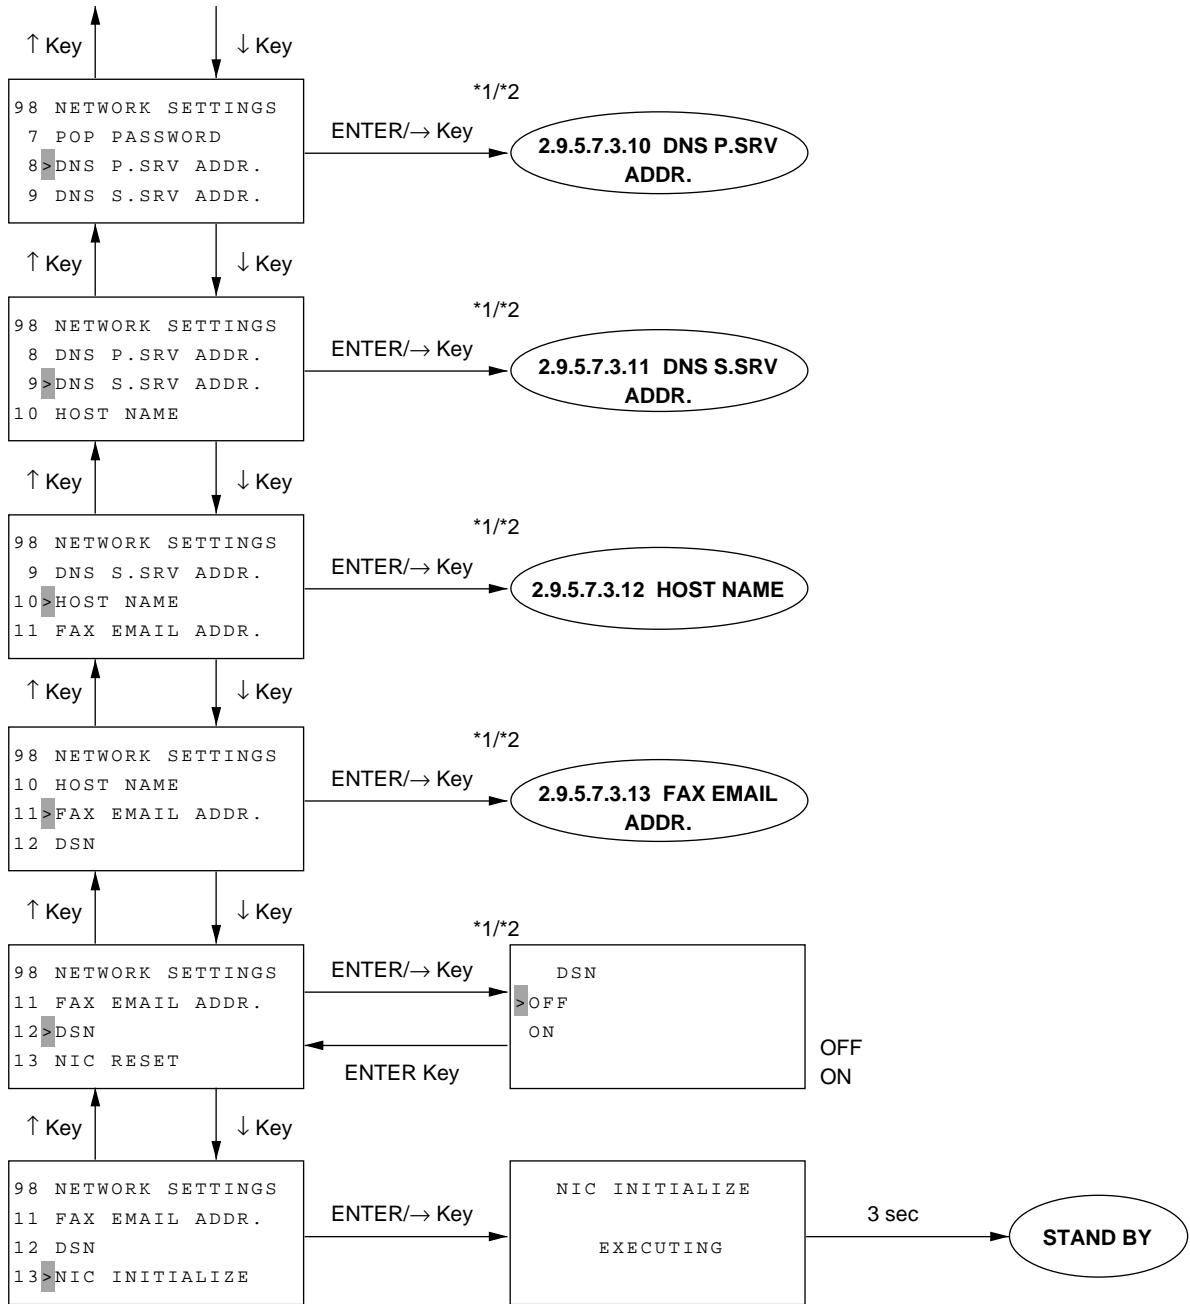 ↑ Key ↓ Key
*1/*2
98 NETWORK SETTINGS
7 POP PASSWORD
8>DNS P.SRV ADDR.
9 DNS S.SRV ADDR.
ENTER/→ Key
2.9.5.7.3.10 DNS P.SRV
ADDR.
↑ Key ↓ Key
*1/*2
98 NETWORK SETTINGS
8 DNS P.SRV ADDR.
9>DNS S.SRV ADDR.
10 HOST NAME
ENTER/→ Key
2.9.5.7.3.11 DNS S.SRV
ADDR.
↑ Key ↓ Key
*1/*2
98 NETWORK SETTINGS
9 DNS S.SRV ADDR.
10>HOST NAME
11 FAX EMAIL ADDR.
ENTER/→ Key
2.9.5.7.3.12 HOST NAME
↑ Key ↓ Key
*1/*2
98 NETWORK SETTINGS
10 HOST NAME
11>FAX EMAIL ADDR.
12 DSN
ENTER/→ Key
2.9.5.7.3.13 FAX EMAIL
ADDR.
↑ Key ↓ Key
*1/*2
98 NETWORK SETTINGS
11 FAX EMAIL ADDR.
12>DSN
13 NIC RESET
ENTER/→ Key
ENTER Key
DSN
>OFF
ON
OFF
ON
↑ Key ↓ Key
98 NETWORK SETTINGS
11 FAX EMAIL ADDR.
12 DSN
13>NIC INITIALIZE
ENTER/→ Key
NIC INITIALIZE
EXECUTING
3 sec
STAND BY